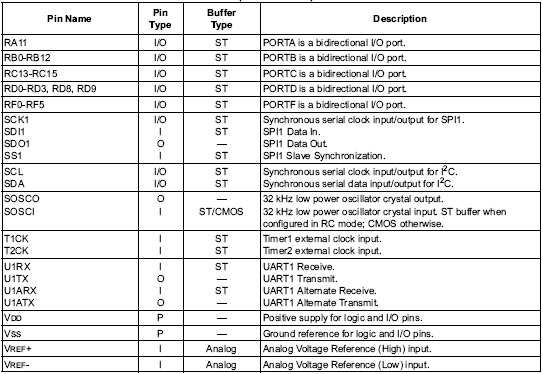 Pin Name Pin Type Buffer Type Description
RA11 I/O ST PORTA is a bidirectional I/O port.
RB0-RB12 I/O ST PORTB is a bidirectional I/O port.
RC13-RC15 I/O ST PORTC is a bidirectional I/O port.
RD0-RD3, RD8, RD9 I/O ST PORTD is a bidirectional I/O port.
RF0-RF5 I/O ST PORTF is a bidirectional I/O port.
SCK1 I/O ST Synchronous serial clock input/output for SPI1.
SDI1 I ST SPI1 Data In.
SDO1 O — SPI1 Data Out.
SS1 I ST SPI1 Slave Synchronization.
SCL I/O ST Synchronous serial clock input/output for I²C.
SDA I/O ST Synchronous serial data input/output for I²C.
SOSCO O — 32 kHz low power oscillator crystal output.
SOSCI I ST/CMOS 32 kHz low power oscillator crystal input. ST buffer when
configured in RC mode; CMOS otherwise.
T1CK I ST Timer1 external clock input.
T2CK I ST Timer2 external clock input.
U1RX I ST UART1 Receive.
U1TX O — UART1 Transmit.
U1ARX I ST UART1 Alternate Receive.
U1ATX O — UART1 Alternate Transmit.
VDD P — Positive supply for logic and I/O pins.
VSS P — Ground reference for logic and I/O pins.
VREF+ I Analog Analog Voltage Reference (High) input.
VREF- I Analog Analog Voltage Reference (Low) input.